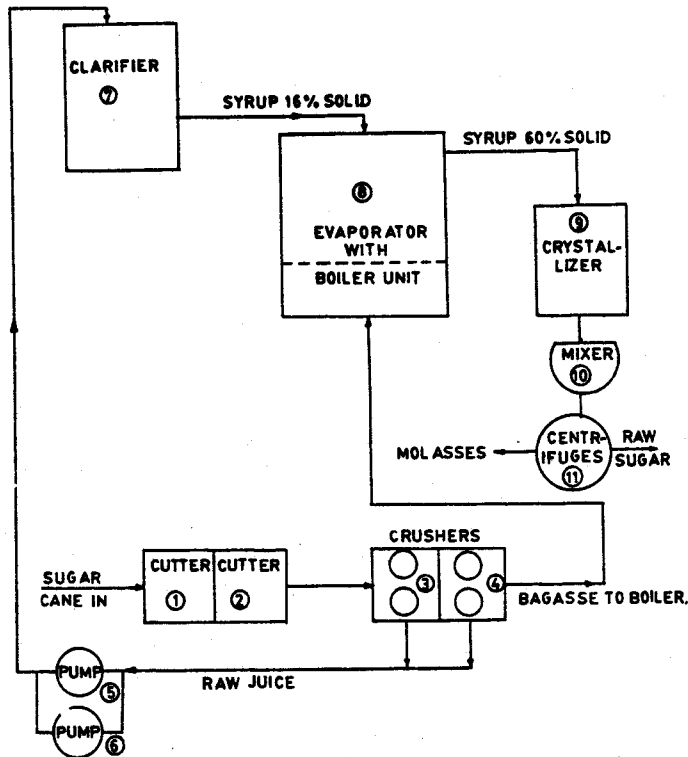 CLARIFIER
⑦
SYRUP 16% SOLID
SYRUP 60% SOLID
⑧
EVAPORATOR
WITH
BOILER UNIT
⑨
CRYSTAL-
LIZER
MIXER
⑩
CENTR-
IFUGES
⑪
MOLASSES
RAW
SUGAR
CRUSHERS
③
④
SUGAR
CANE IN
CUTTER
①
CUTTER
②
BAGASSE TO BOILER.
RAW JUICE
PUMP
⑤
PUMP
⑥